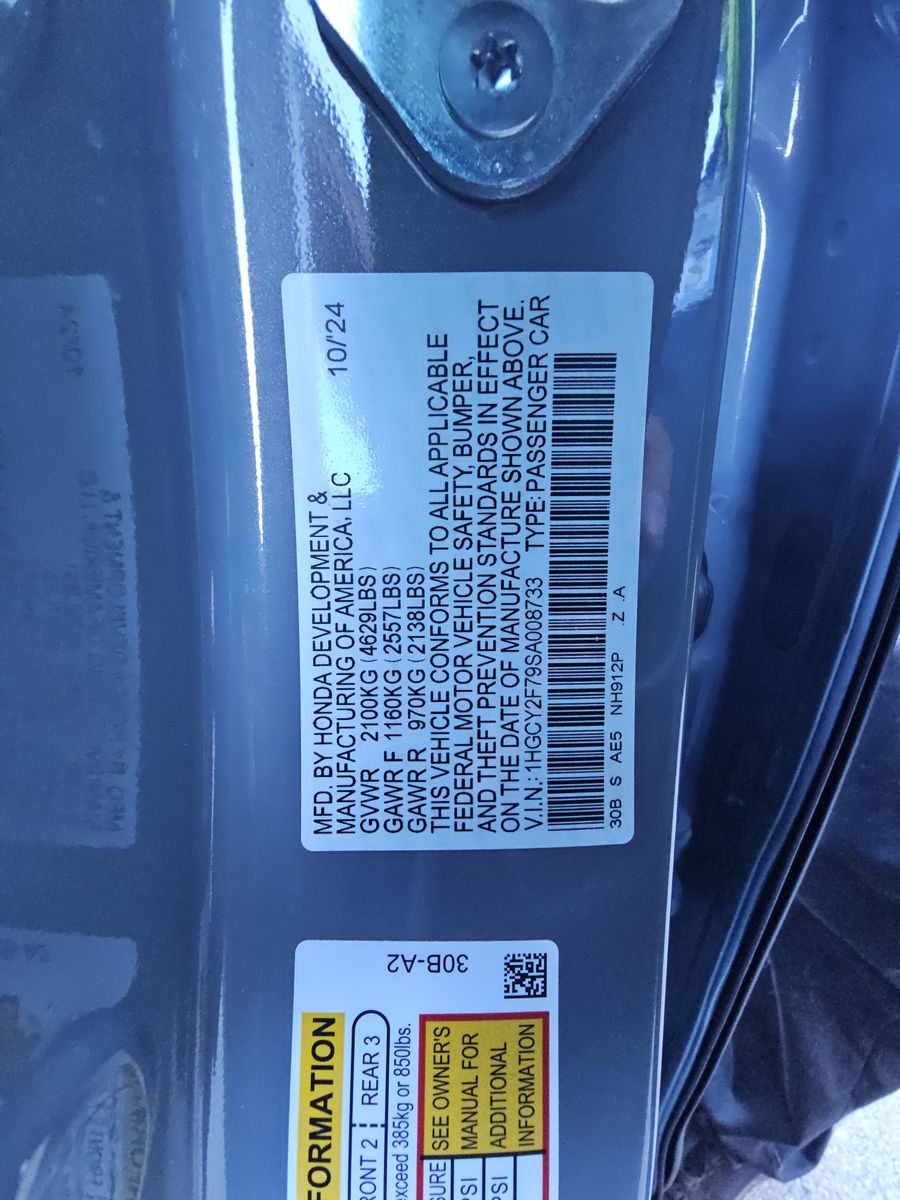 MFD. BY HONDA DEVELOPMENT &
MANUFACTURING OF AMERICA, LLC 10/'24
GVWR 2100KG (4629LBS)
GAWR F 1160KG (2557LBS)
GAWR R 970KG (2138LBS)
THIS VEHICLE CONFORMS TO ALL APPLICABLE
FEDERAL MOTOR VEHICLE SAFETY, BUMPER,
AND THEFT PREVENTION STANDARDS IN EFFECT
ON THE DATE OF MANUFACTURE SHOWN ABOVE.
V.I.N.: 1HGCY2F79SA008733 TYPE: PASSENGER CAR
30B S AE5 NH912P .Z .A
30B-A2
FORMATION
RONT 2 REAR 3
exceed 385kg or 850lbs.
URE SEE OWNER'S
PSI MANUAL FOR
PSI ADDITIONAL
INFORMATION